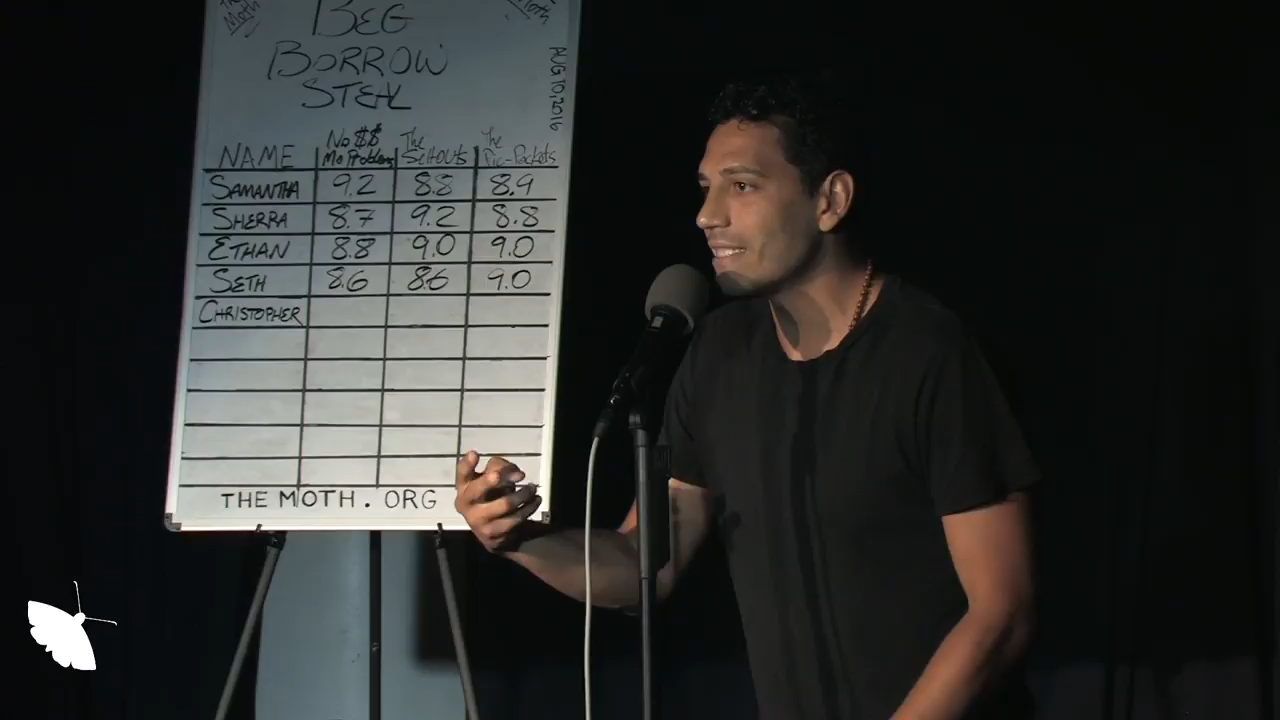 The Moth
Moth
BEG
BORROW
STEAL
AUG 10, 2016
NAME No $$ Mo Problems The Sellouts The Pic-Pockets
SAMANTHA 9.2 8.8 8.9
SHERRA 8.7 9.2 8.8
ETHAN 8.8 9.0 9.0
SETH 8.6 8.6 9.0
CHRISTOPHER
THEMOTH.ORG